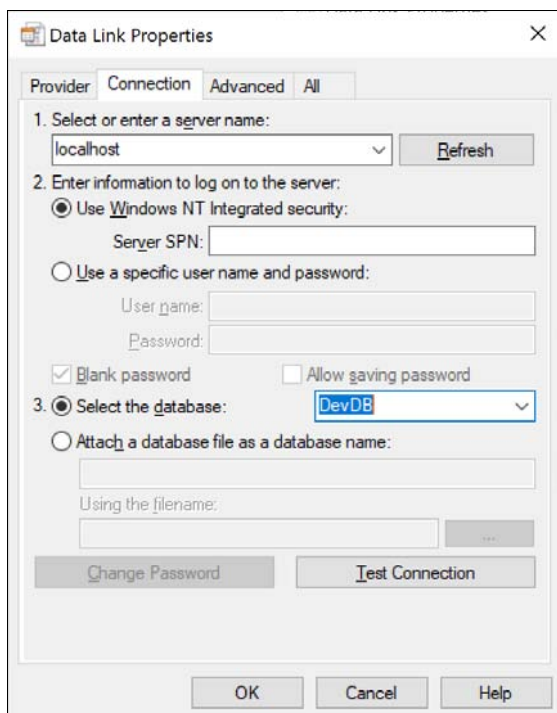 Data Link Properties
Provider Connection Advanced All
1. Select or enter a server name:
localhost Refresh
2. Enter information to log on to the server:
Use Windows NT Integrated security:
Server SPN:
Use a specific user name and password:
User name:
Password:
Blank password Allow saving password
3. Select the database: DevDB
Attach a database file as a database name:
Using the filename:
...
Change Password Test Connection
OK Cancel Help